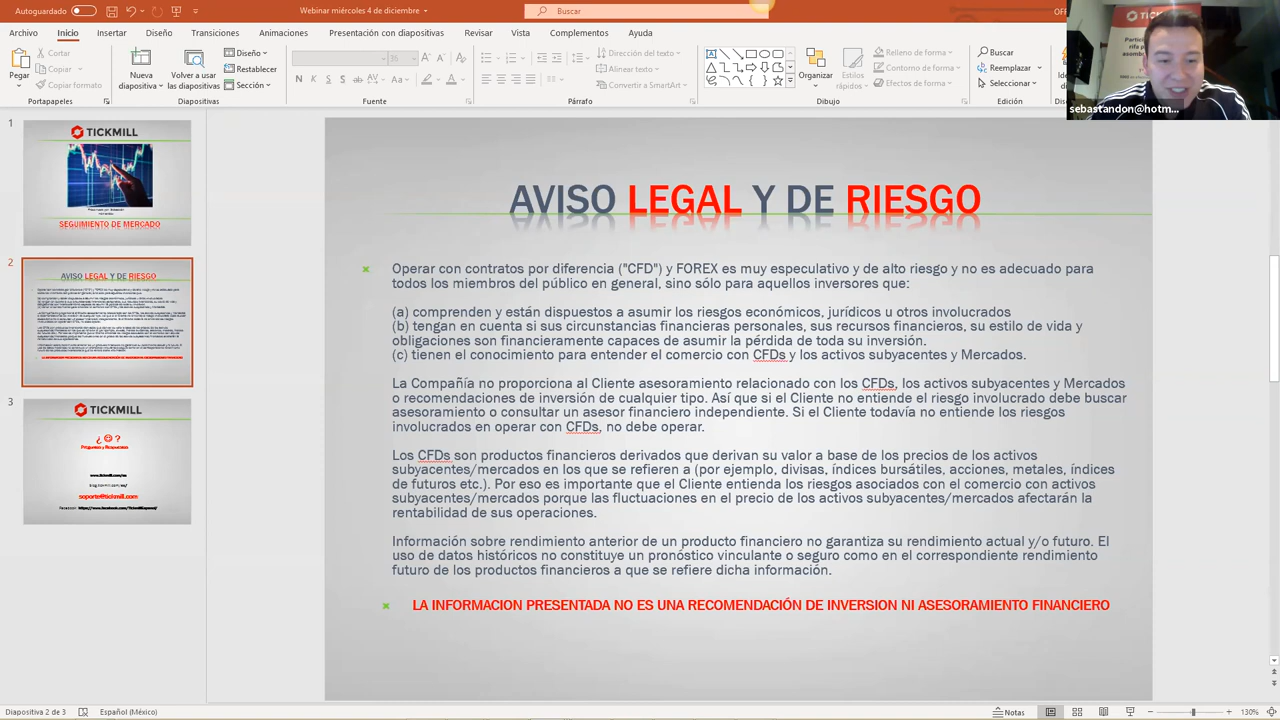 Autoguardado
Webinar miércoles 4 de diciembre
Buscar
Archivo Inicio Insertar Diseño Transiciones Animaciones Presentación con diapositivas Revisar Vista Complementos Ayuda
Pegar
Cortar
Copiar
Copiar formato
Portapapeles
Nueva diapositiva
Volver a usar las diapositivas
Diseño
Restablecer
Sección
Diapositivas
Fuente
Dirección del texto
Alinear texto
Convertir a SmartArt
Párrafo
Organizar
Estilos rápidos
Relleno de forma
Contorno de forma
Efectos de forma
Dibujo
Buscar
Reemplazar
Seleccionar
Edición
TICKMILL
sebastandon@hotm...
1
TICKMILL
SEGUIMIENTO DE MERCADO
2
AVISO LEGAL Y DE RIESGO
3
TICKMILL
Preguntas y Respuestas
www.tickmill.com/es
soporte@tickmill.com
AVISO LEGAL Y DE RIESGO
Operar con contratos por diferencia ("CFD") y FOREX es muy especulativo y de alto riesgo y no es adecuado para
todos los miembros del público en general, sino sólo para aquellos inversores que:
(a) comprenden y están dispuestos a asumir los riesgos económicos, jurídicos u otros involucrados
(b) tengan en cuenta si sus circunstancias financieras personales, sus recursos financieros, su estilo de vida y
obligaciones son financieramente capaces de asumir la pérdida de toda su inversión.
(c) tienen el conocimiento para entender el comercio con CFDs y los activos subyacentes y Mercados.
La Compañía no proporciona al Cliente asesoramiento relacionado con los CFDs, los activos subyacentes y Mercados
o recomendaciones de inversión de cualquier tipo. Así que si el Cliente no entiende el riesgo involucrado debe buscar
asesoramiento o consultar un asesor financiero independiente. Si el Cliente todavía no entiende los riesgos
involucrados en operar con CFDs, no debe operar.
Los CFDs son productos financieros derivados que derivan su valor a base de los precios de los activos
subyacentes/mercados en los que se refieren a (por ejemplo, divisas, índices bursátiles, acciones, metales, índices
de futuros etc.). Por eso es importante que el Cliente entienda los riesgos asociados con el comercio con activos
subyacentes/mercados porque las fluctuaciones en el precio de los activos subyacentes/mercados afectarán la
rentabilidad de sus operaciones.
Información sobre rendimiento anterior de un producto financiero no garantiza su rendimiento actual y/o futuro. El
uso de datos históricos no constituye un pronóstico vinculante o seguro como en el correspondiente rendimiento
futuro de los productos financieros a que se refiere dicha información.
LA INFORMACION PRESENTADA NO ES UNA RECOMENDACIÓN DE INVERSION NI ASESORAMIENTO FINANCIERO
Diapositiva 2 de 3
Español (México)
Notas
130%